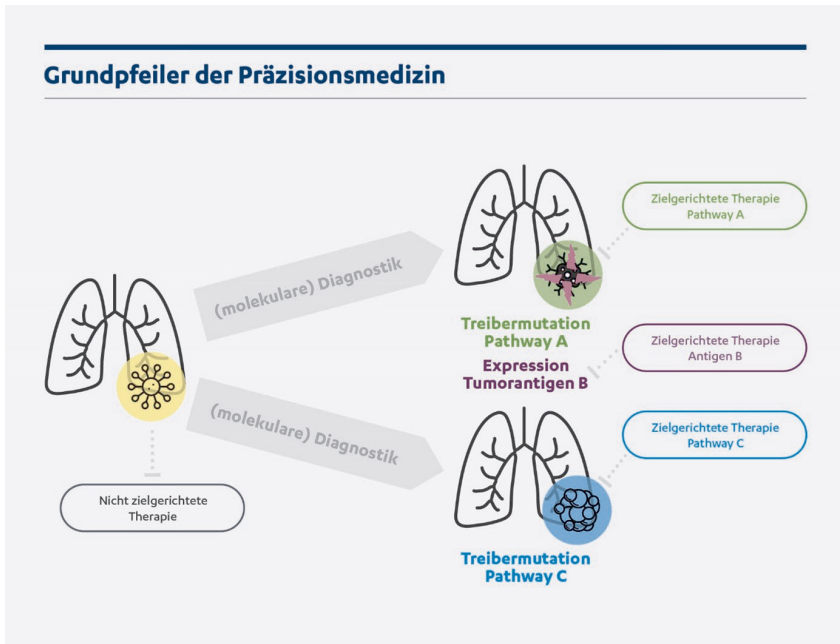 Grundpfeiler der Präzisionsmedizin
(molekulare) Diagnostik
(molekulare) Diagnostik
Nicht zielgerichtete
Therapie
Treibermutation
Pathway A
Expression
Tumorantigen B
Treibermutation
Pathway C
Zielgerichtete Therapie
Pathway A
Zielgerichtete Therapie
Antigen B
Zielgerichtete Therapie
Pathway C